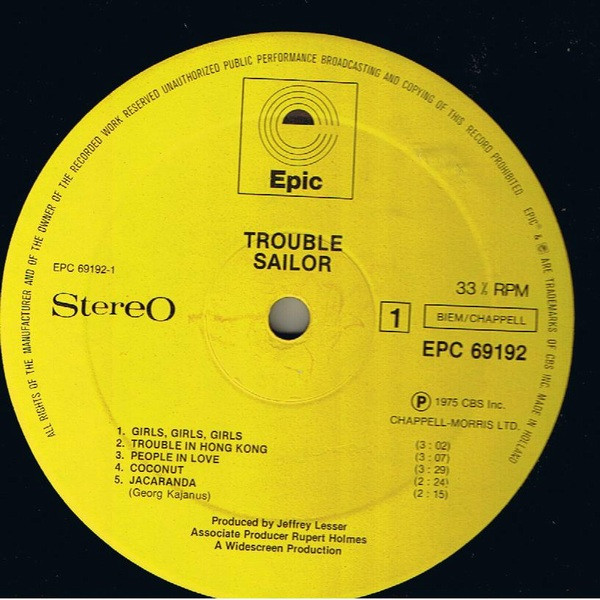 ALL RIGHTS OF THE MANUFACTURER AND OF THE OWNER OF THE RECORDED WORK RESERVED UNAUTHORIZED PUBLIC PERFORMANCE BROADCASTING AND COPYING OF THIS RECORD PROHIBITED. EPIC® & ℗ ARE TRADEMARKS OF CBS INC. MADE IN HOLLAND
Epic
TROUBLE
SAILOR
EPC 69192-1
Stereo
33 ⅓ RPM
1
BIEM/CHAPPELL
EPC 69192
℗ 1975 CBS Inc.
CHAPPELL-MORRIS LTD.
1. GIRLS, GIRLS, GIRLS (3 : 02)
2. TROUBLE IN HONG KONG (3 : 07)
3. PEOPLE IN LOVE (3 : 29)
4. COCONUT (2 : 24)
5. JACARANDA (2 : 15)
(Georg Kajanus)
Produced by Jeffrey Lesser
Associate Producer Rupert Holmes
A Widescreen Production